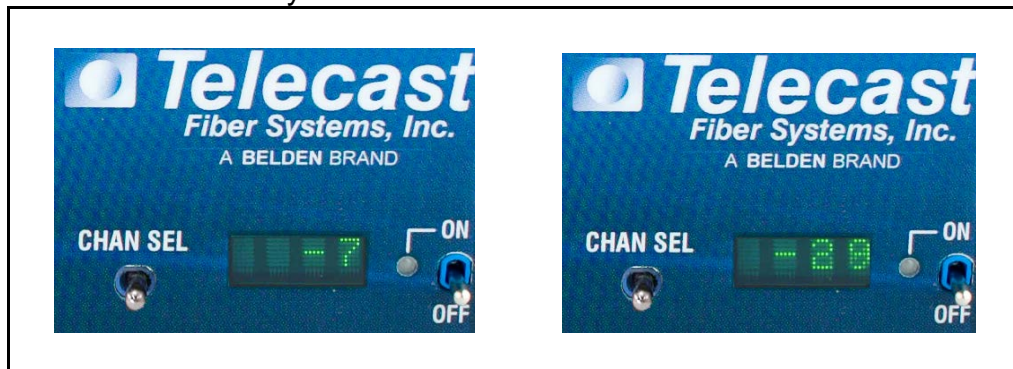 Telecast
Fiber Systems, Inc.
A BELDEN BRAND
CHAN SEL
-7
ON
OFF
Telecast
Fiber Systems, Inc.
A BELDEN BRAND
CHAN SEL
-20
ON
OFF